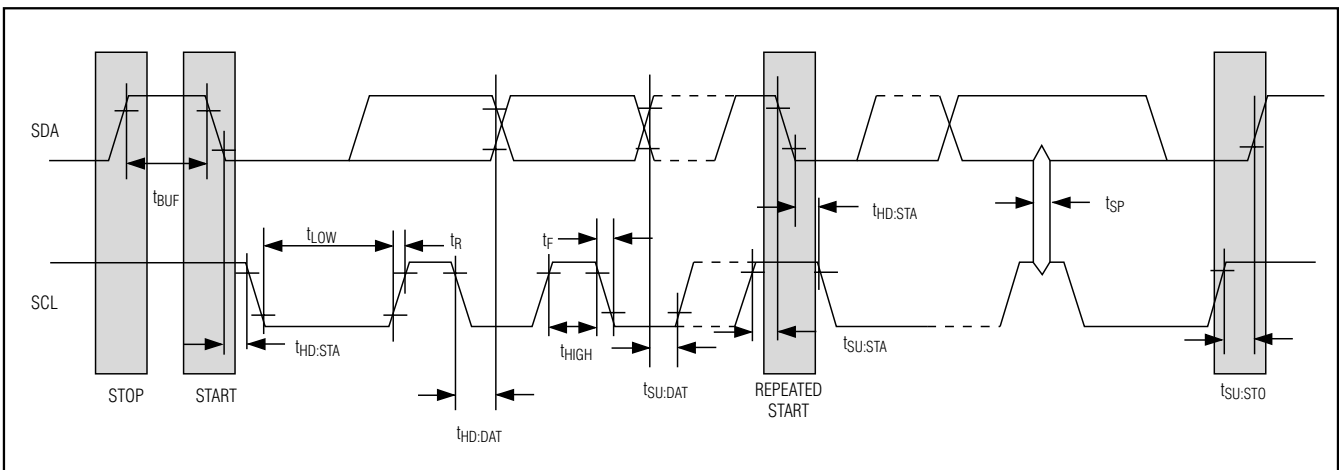 SDA
tBUF
tHD:STA
tSP
tLOW
tR
tF
SCL
tHD:STA
tHIGH
tSU:STA
tSU:DAT
tSU:STO
STOP
START
REPEATED
START
tHD:DAT